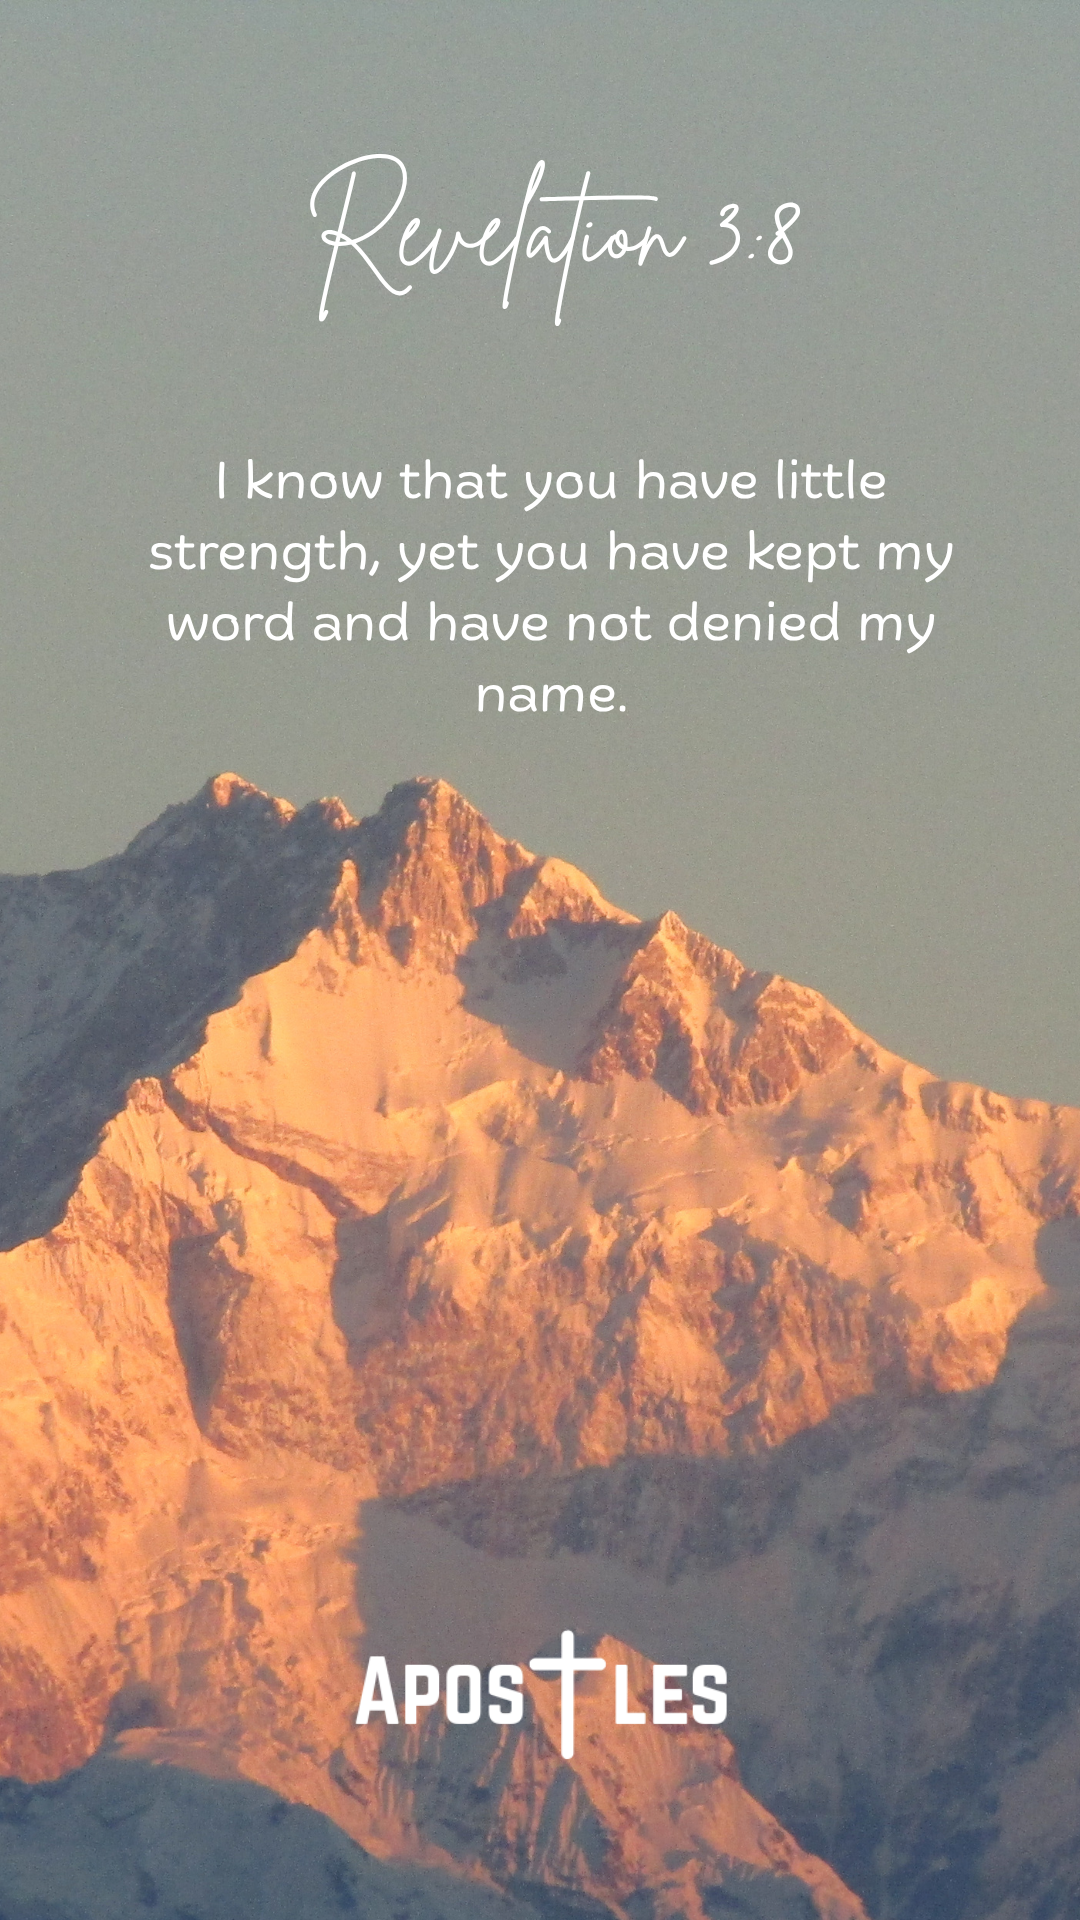 Revelation 3:8
I know that you have little
strength, yet you have kept my
word and have not denied my
name.
APOSTLES